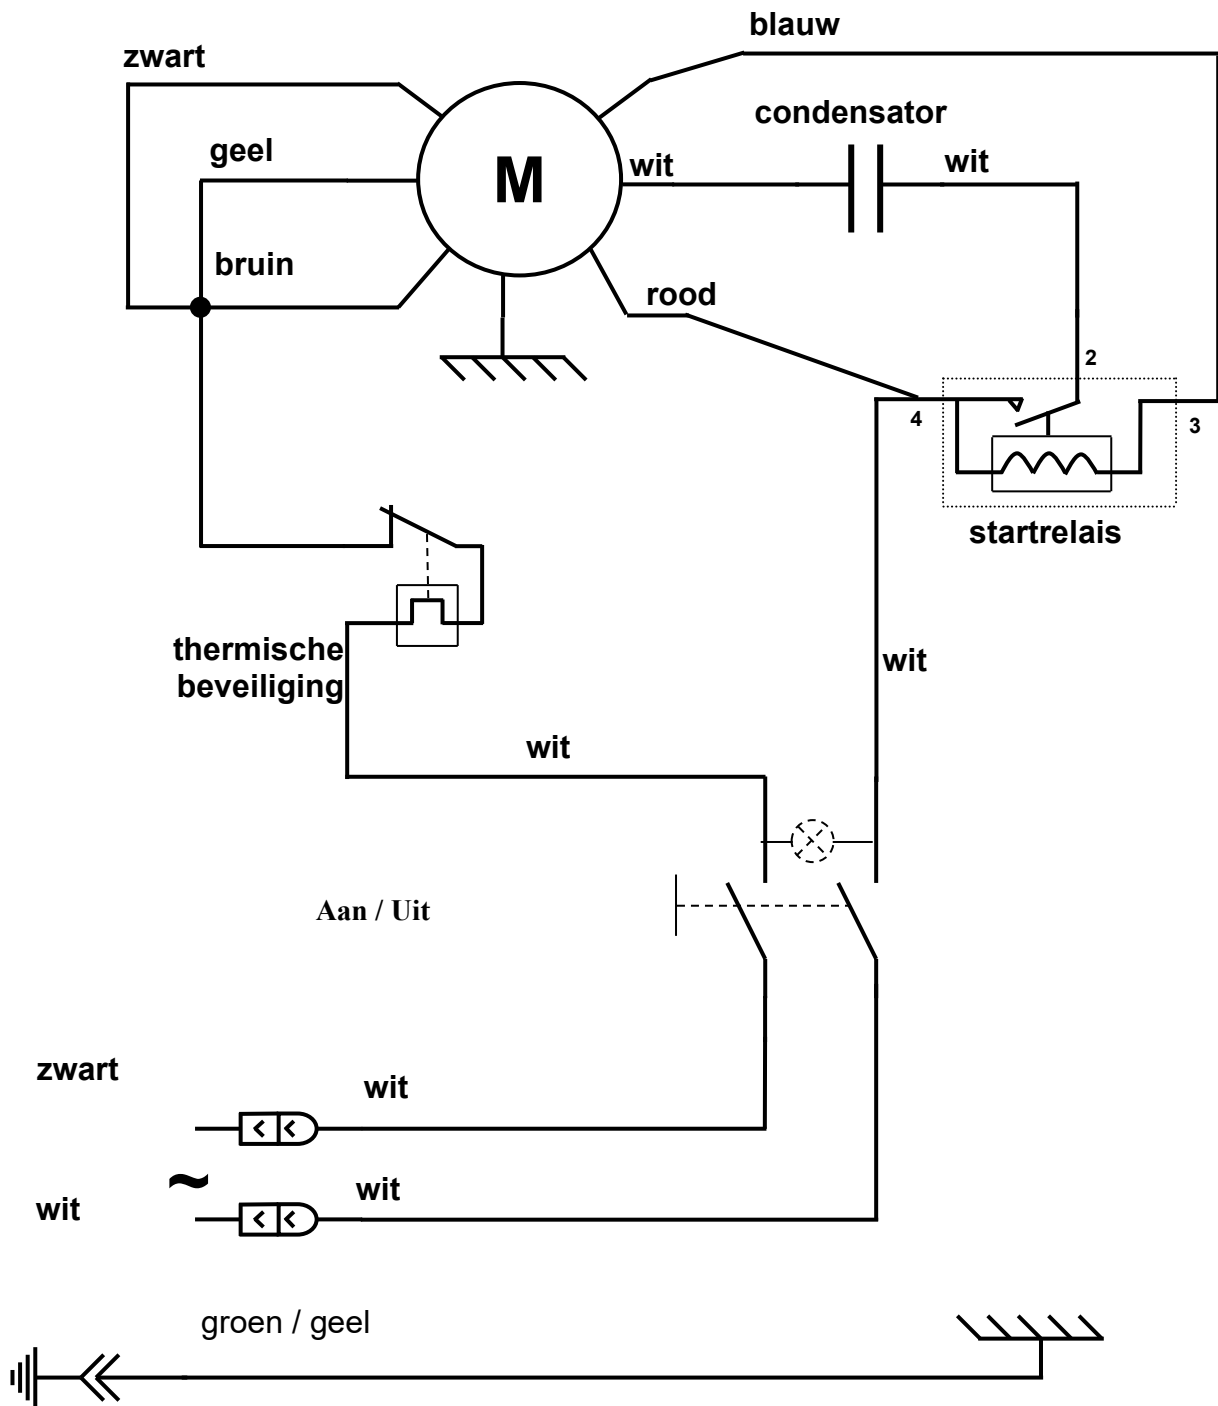 blauw
zwart
condensator
geel
wit
wit
M
bruin
rood
2
4
3
startrelais
thermische
beveiliging
wit
wit
Aan / Uit
zwart
wit
~
wit
wit
groen / geel